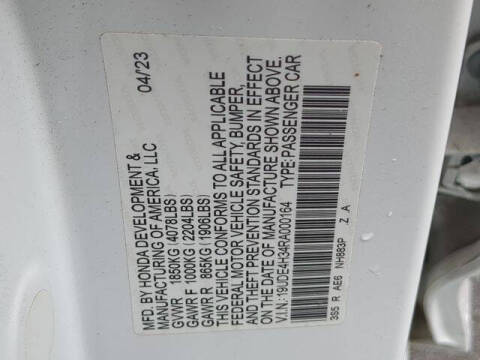 MFD. BY HONDA DEVELOPMENT & 04/23
MANUFACTURING OF AMERICA, LLC
GVWR 1850KG (4078LBS)
GAWR F 1000KG (2204LBS)
GAWR R 865KG (1906LBS)
THIS VEHICLE CONFORMS TO ALL APPLICABLE
FEDERAL MOTOR VEHICLE SAFETY, BUMPER,
AND THEFT PREVENTION STANDARDS IN EFFECT
ON THE DATE OF MANUFACTURE SHOWN ABOVE.
V.I.N.: 19UDE4H34RA000164 TYPE: PASSENGER CAR
3S5 R AE6 NH883P Z A